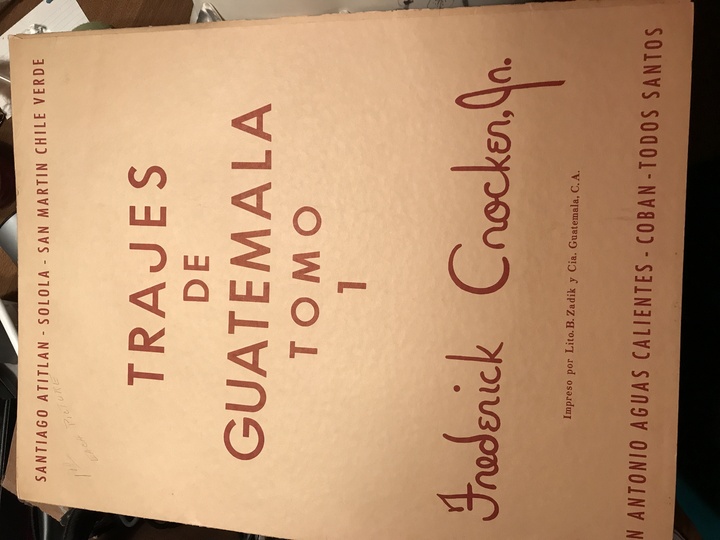 SANTIAGO ATITLAN - SOLOLA - SAN MARTIN CHILE VERDE
TRAJES
DE
GUATEMALA
TOMO
1
Frederick Crocker, Jr.
Impreso por Lito. B. Zadik y Cia. Guatemala, C. A.
N ANTONIO AGUAS CALIENTES - COBAN - TODOS SANTOS